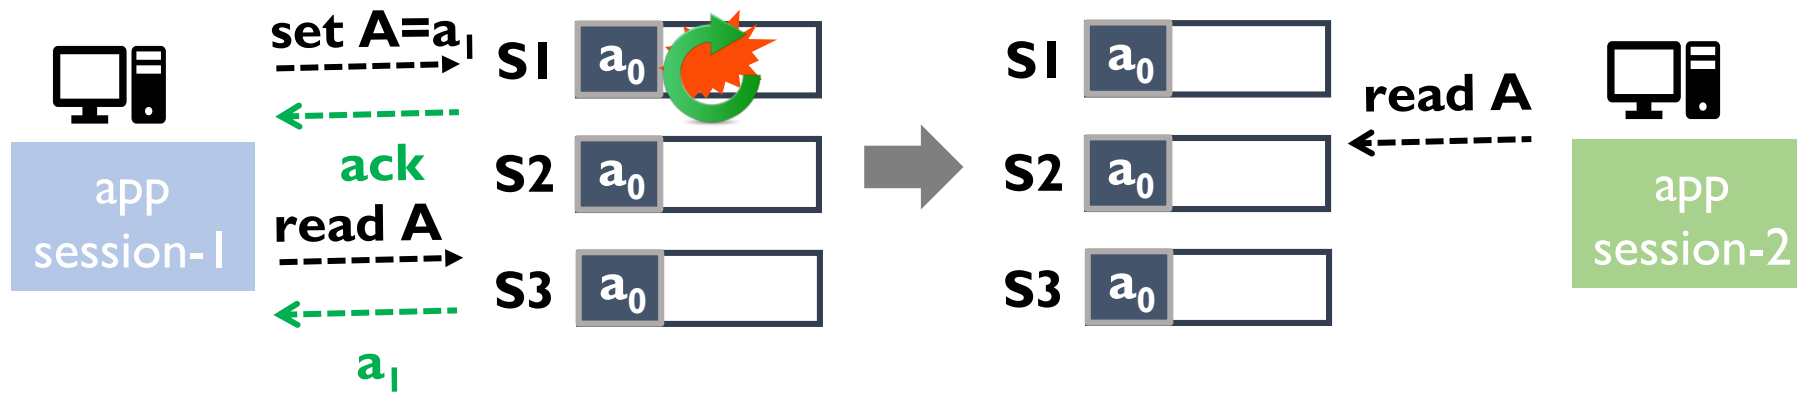 set A=a1
ack
read A
a1
app
session-1
S1 a0
S2 a0
S3 a0
S1 a0
S2 a0
S3 a0
read A
app
session-2